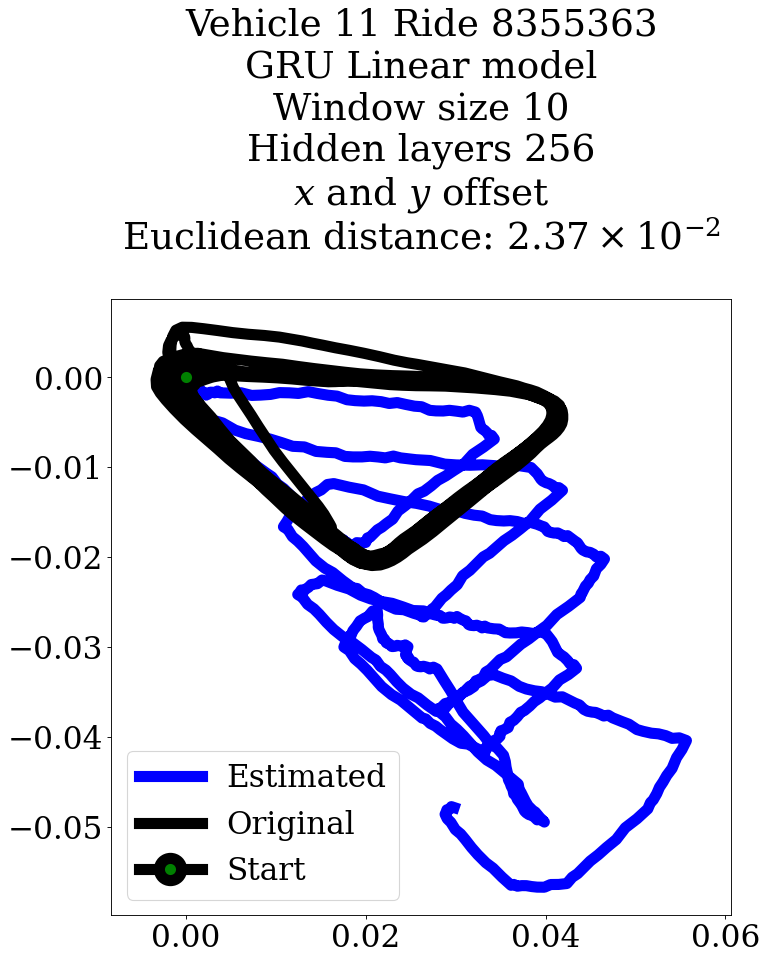 Vehicle 11 Ride 8355363
GRU Linear model
Window size 10
Hidden layers 256
x and y offset
Euclidean distance: 2.37 × 10⁻²
0.00
−0.01
−0.02
−0.03
−0.04
−0.05
Estimated
Original
Start
0.00 0.02 0.04 0.06